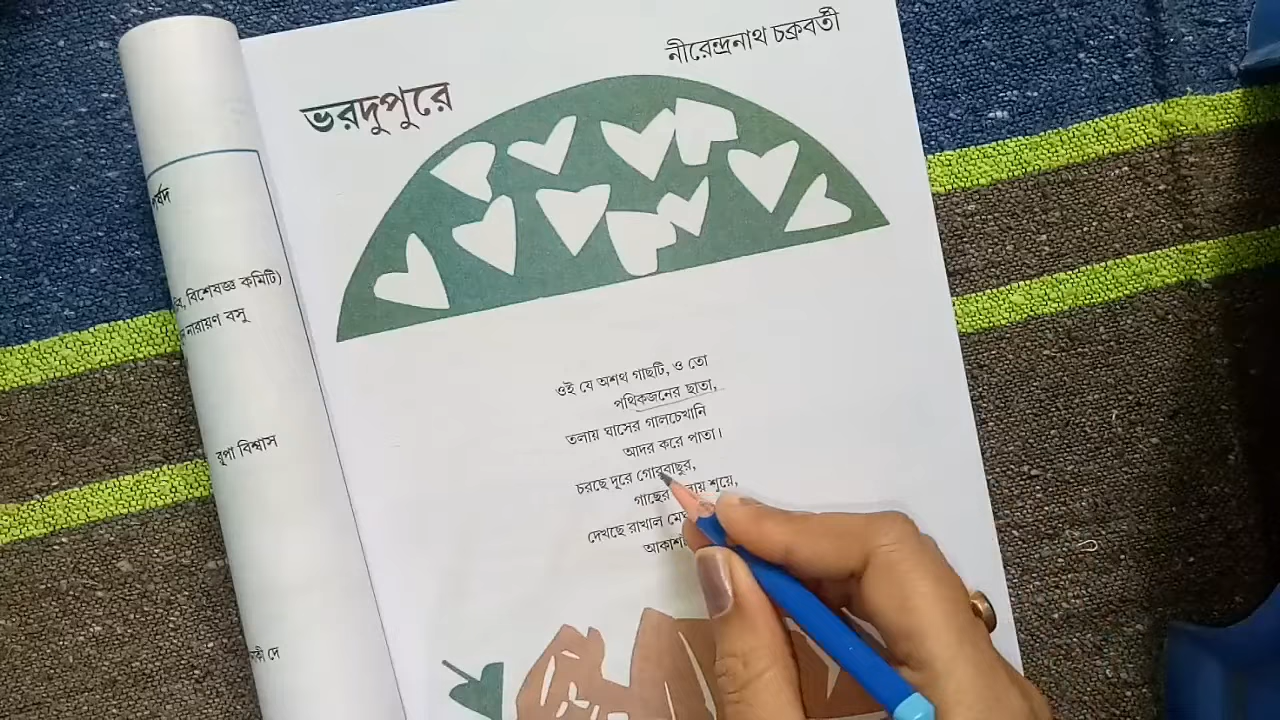 নীরেন্দ্রনাথ চক্রবর্তী
ভরদুপুরে
ওই যে অশথ গাছটি, ও তো
পথিকজনের ছাতা,
তলায় ঘাসের গালচেখানি
আদর করে পাতা।
চরছে দূরে গোরুবাছুর,
গাছের শুয়ে,
দেখছে রাখাল
বিশেষজ্ঞ কমিটি)
নারায়ণ বসু
রূপা বিশ্বাস
দে